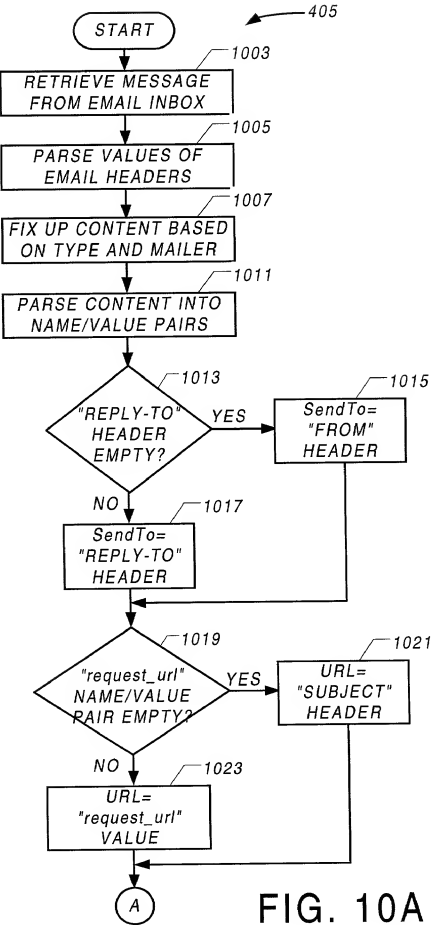 START
405
1003
RETRIEVE MESSAGE
FROM EMAIL INBOX
1005
PARSE VALUES OF
EMAIL HEADERS
1007
FIX UP CONTENT BASED
ON TYPE AND MAILER
1011
PARSE CONTENT INTO
NAME/VALUE PAIRS
1013
"REPLY-TO"
HEADER
EMPTY?
YES
1015
SendTo=
"FROM"
HEADER
NO
1017
SendTo=
"REPLY-TO"
HEADER
1019
"request_url"
NAME/VALUE
PAIR EMPTY?
YES
1021
URL=
"SUBJECT"
HEADER
NO
1023
URL=
"request_url"
VALUE
A
FIG. 10A